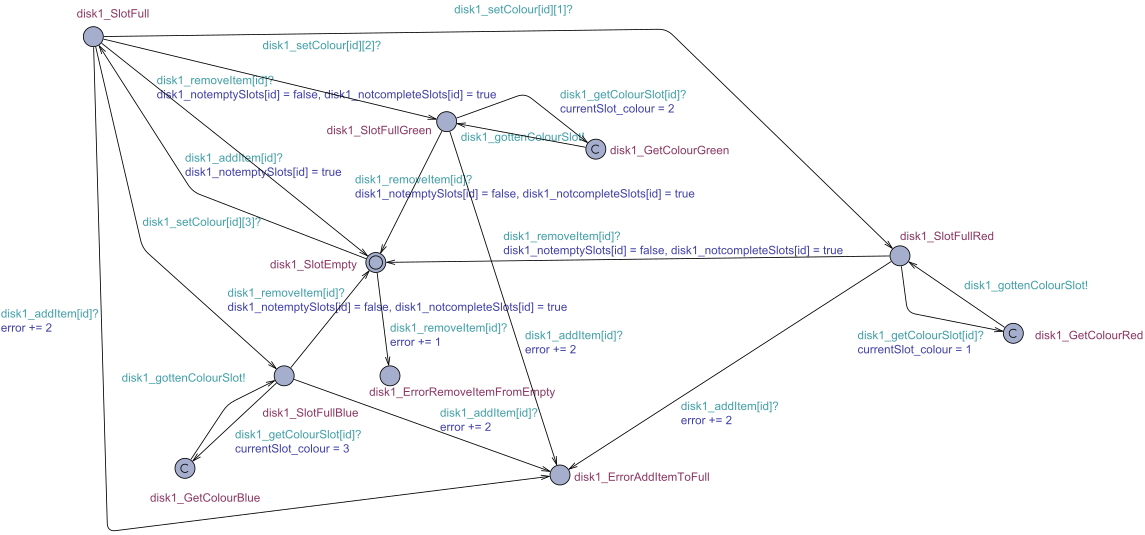 disk1_setColour[id][1]?
disk1_SlotFull
disk1_setColour[id][2]?
disk1_removeItem[id]?
disk1_notemptySlots[id] = false, disk1_notcompleteSlots[id] = true
disk1_getColourSlot[id]?
currentSlot_colour = 2
disk1_SlotFullGreen
disk1_gottenColourSlot!
disk1_GetColourGreen
disk1_addItem[id]?
disk1_notemptySlots[id] = true
disk1_removeItem[id]?
disk1_notemptySlots[id] = false, disk1_notcompleteSlots[id] = true
disk1_setColour[id][3]?
disk1_removeItem[id]?
disk1_notemptySlots[id] = false, disk1_notcompleteSlots[id] = true
disk1_SlotFullRed
disk1_SlotEmpty
disk1_gottenColourSlot!
disk1_removeItem[id]?
disk1_notemptySlots[id] = false, disk1_notcompleteSlots[id] = true
disk1_addItem[id]?
error += 2
disk1_removeItem[id]?
error += 1
disk1_addItem[id]?
error += 2
disk1_getColourSlot[id]?
currentSlot_colour = 1
disk1_GetColourRed
disk1_gottenColourSlot!
disk1_ErrorRemoveItemFromEmpty
disk1_SlotFullBlue
disk1_addItem[id]?
error += 2
disk1_addItem[id]?
error += 2
disk1_getColourSlot[id]?
currentSlot_colour = 3
disk1_ErrorAddItemToFull
disk1_GetColourBlue
C
C
C